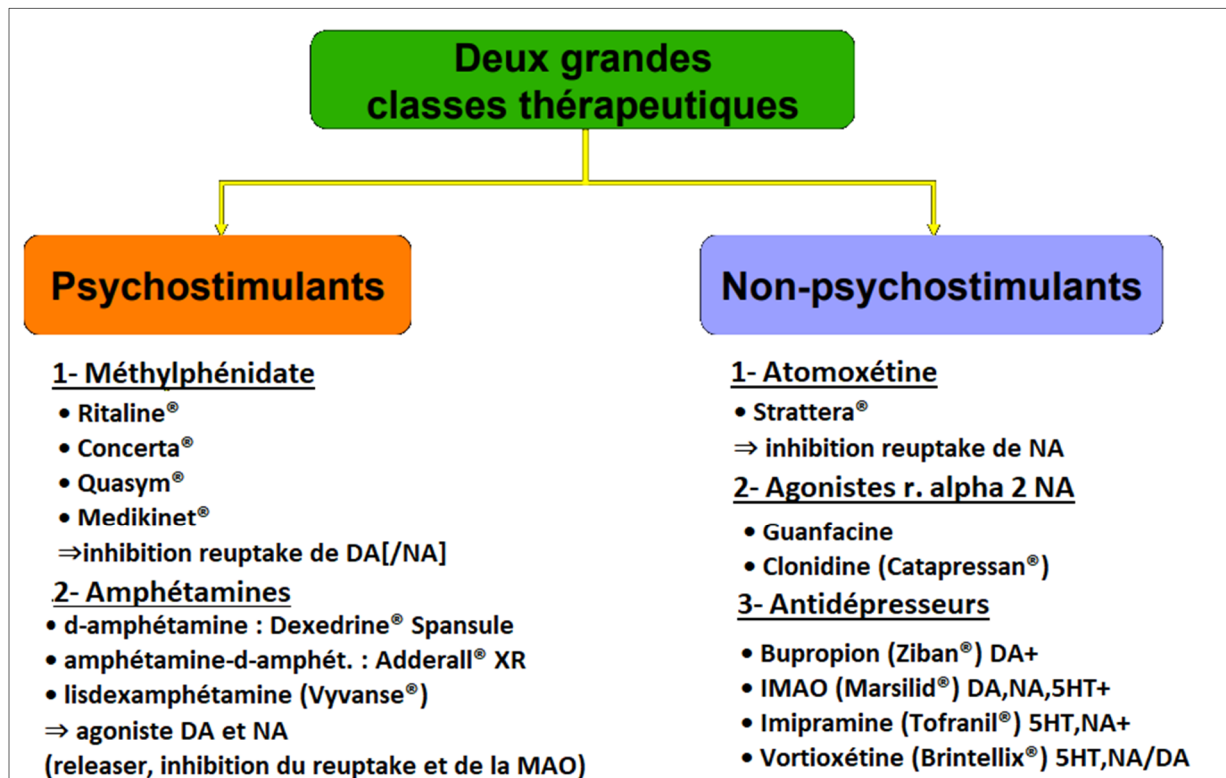 Deux grandes
classes thérapeutiques
Psychostimulants
1- Méthylphénidate
• Ritaline®
• Concerta®
• Quasym®
• Medikinet®
⇒inhibition reuptake de DA[/NA]
2- Amphétamines
• d-amphétamine : Dexedrine® Spansule
• amphétamine-d-amphét. : Adderall® XR
• lisdexamphétamine (Vyvanse®)
⇒ agoniste DA et NA
(releaser, inhibition du reuptake et de la MAO)
Non-psychostimulants
1- Atomoxétine
• Strattera®
⇒ inhibition reuptake de NA
2- Agonistes r. alpha 2 NA
• Guanfacine
• Clonidine (Catapressan®)
3- Antidépresseurs
• Bupropion (Ziban®) DA+
• IMAO (Marsilid®) DA,NA,5HT+
• Imipramine (Tofranil®) 5HT,NA+
• Vortioxétine (Brintellix®) 5HT,NA/DA